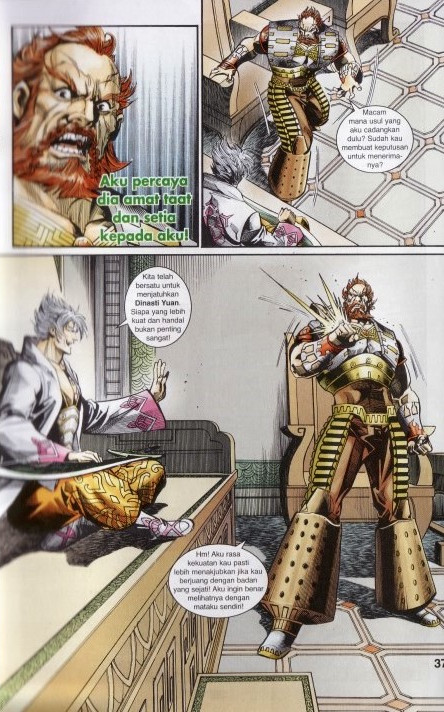 Aku percaya
dia amat taat
dan setia
kepada aku!
Macam
mana usul yang
aku cadangkan
dulu? Sudah kau
membuat keputusan
untuk menerima-
nya?
Kita telah
bersatu untuk
menjatuhkan
Dinasti Yuan.
Siapa yang lebih
kuat dan handal
bukan penting
sangat!
Hm! Aku rasa
kekuatan kau pasti
lebih menakjubkan jika kau
berjuang dengan badan
yang sejati! Aku ingin benar
melihatnya dengan
mataku sendiri!
37